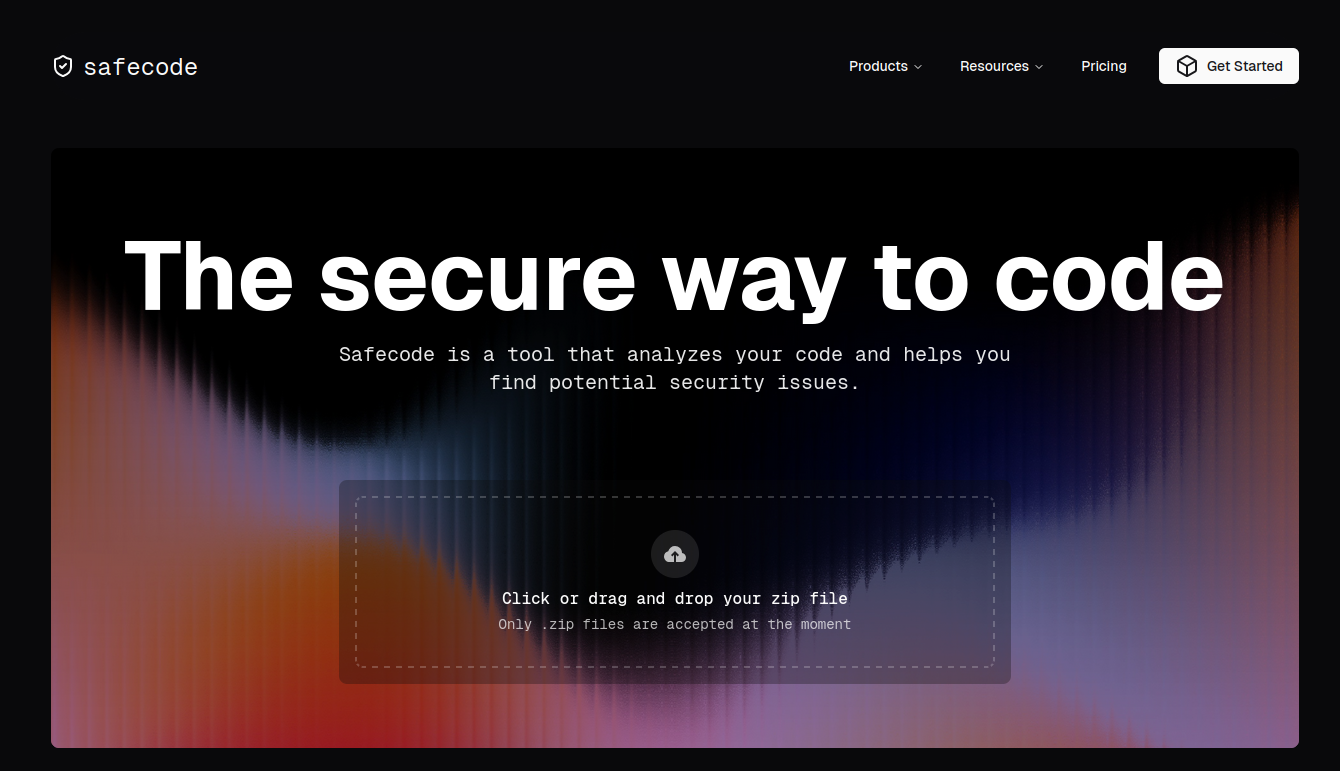 safecode
Products
Resources
Pricing
Get Started
The secure way to code
Safecode is a tool that analyzes your code and helps you
find potential security issues.
Click or drag and drop your zip file
Only .zip files are accepted at the moment